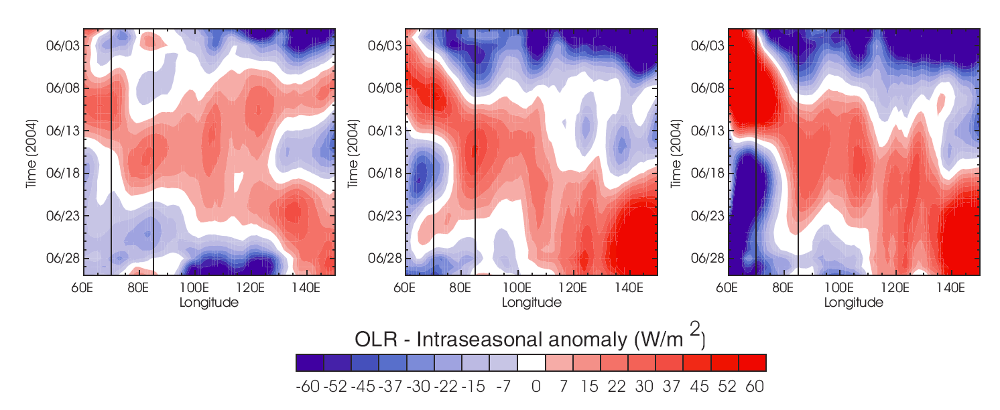 06/03 06/03 06/03
06/08 06/08 06/08
06/13 06/13 06/13
06/18 06/18 06/18
06/23 06/23 06/23
06/28 06/28 06/28
Time (2004) Time (2004) Time (2004)
60E 80E 100E 120E 140E 60E 80E 100E 120E 140E 60E 80E 100E 120E 140E
Longitude Longitude Longitude
OLR - Intraseasonal anomaly (W/m 2)
-60 -52 -45 -37 -30 -22 -15 -7 0 7 15 22 30 37 45 52 60